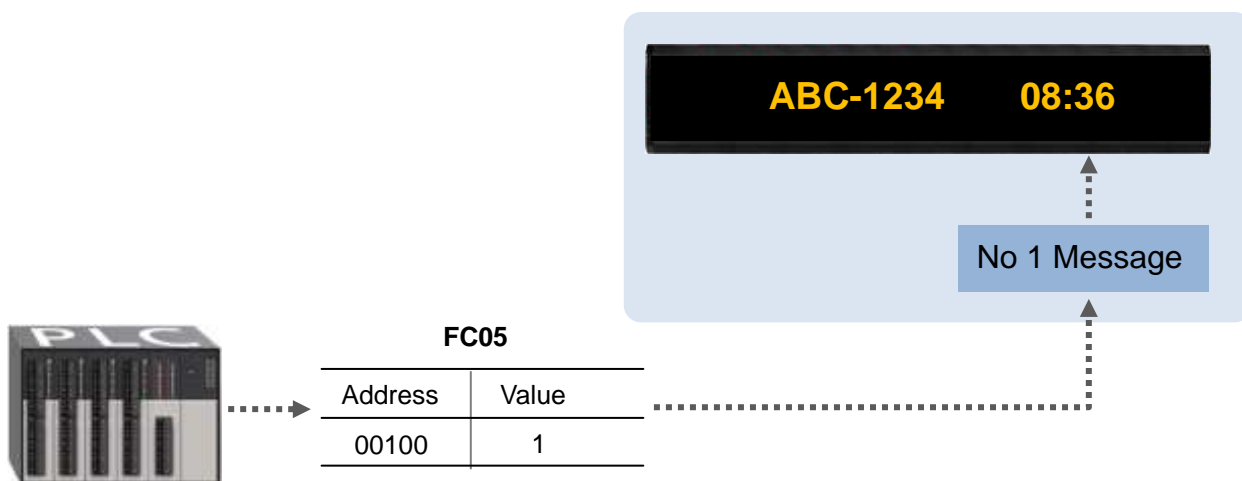 ABC-1234 08:36
No 1 Message
PLC
FC05
Address Value
00100 1